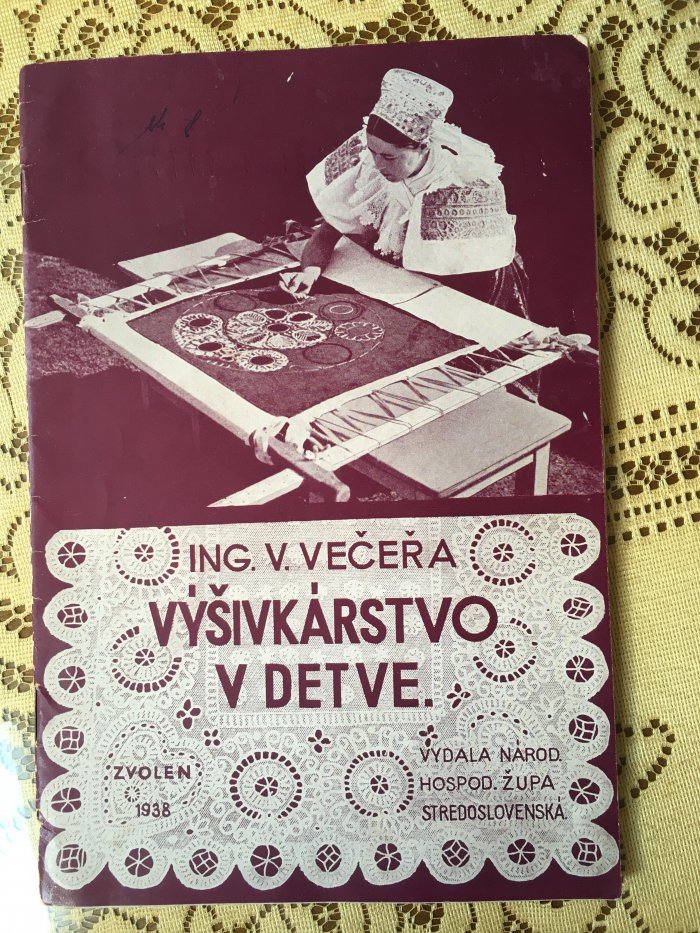 ING. V. VEČEŘA
VÝŠIVKÁRSTVO
V DETVE.
ZVOLEN
1938
VYDALA NÁROD.
HOSPOD. ŽUPA
STREDOSLOVENSKÁ.